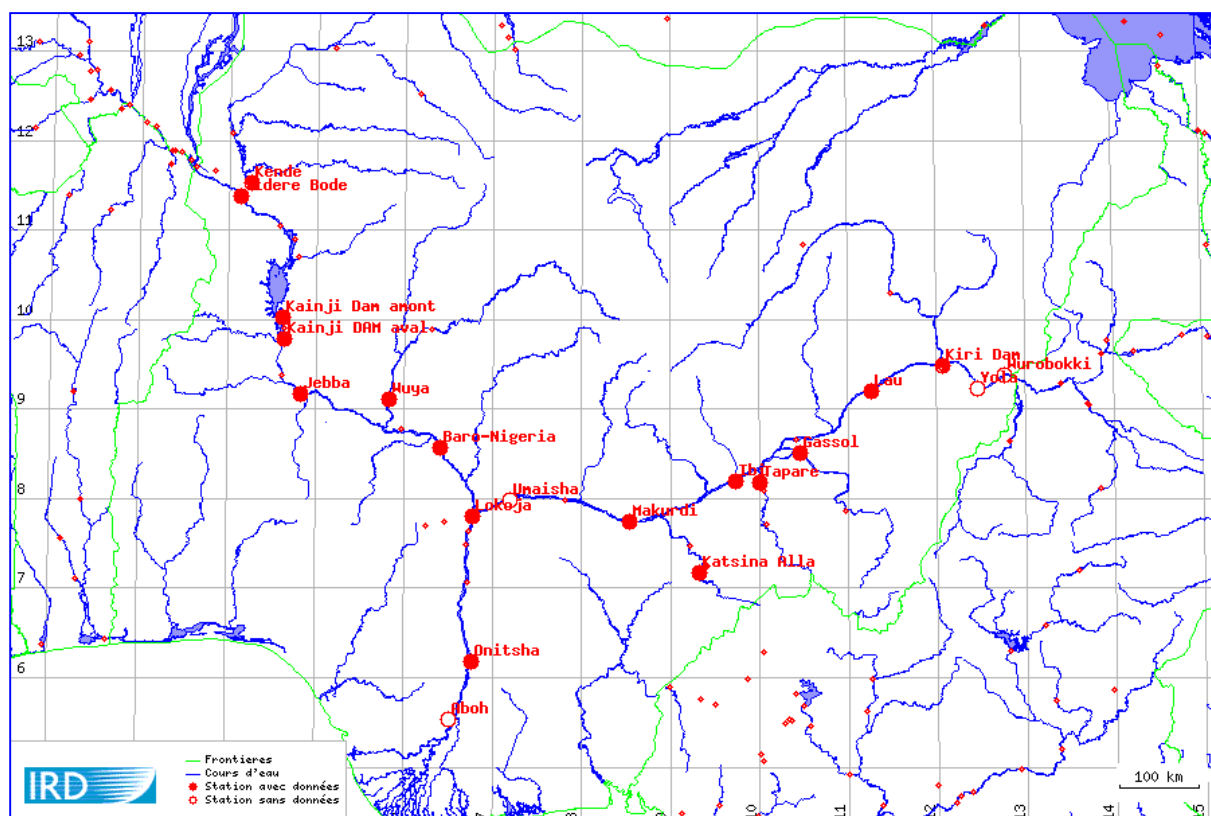 13
12
Kende
Idere Bode
11
10
Kainji Dam amont
Kainji DAM aval
Kiri Dam
Wurobokki
Yola
Lau
Jebba
Wuya
9
Baro-Nigeria
Gassol
Tapare
8
Umaisha
Lokoja
Makurdi
Katsina Alla
7
Onitsha
6
Aboh
Frontieres
Cours d'eau
Station avec données
Station sans données
IRD
100 km
7
8
9
10
11
12
13
14
15